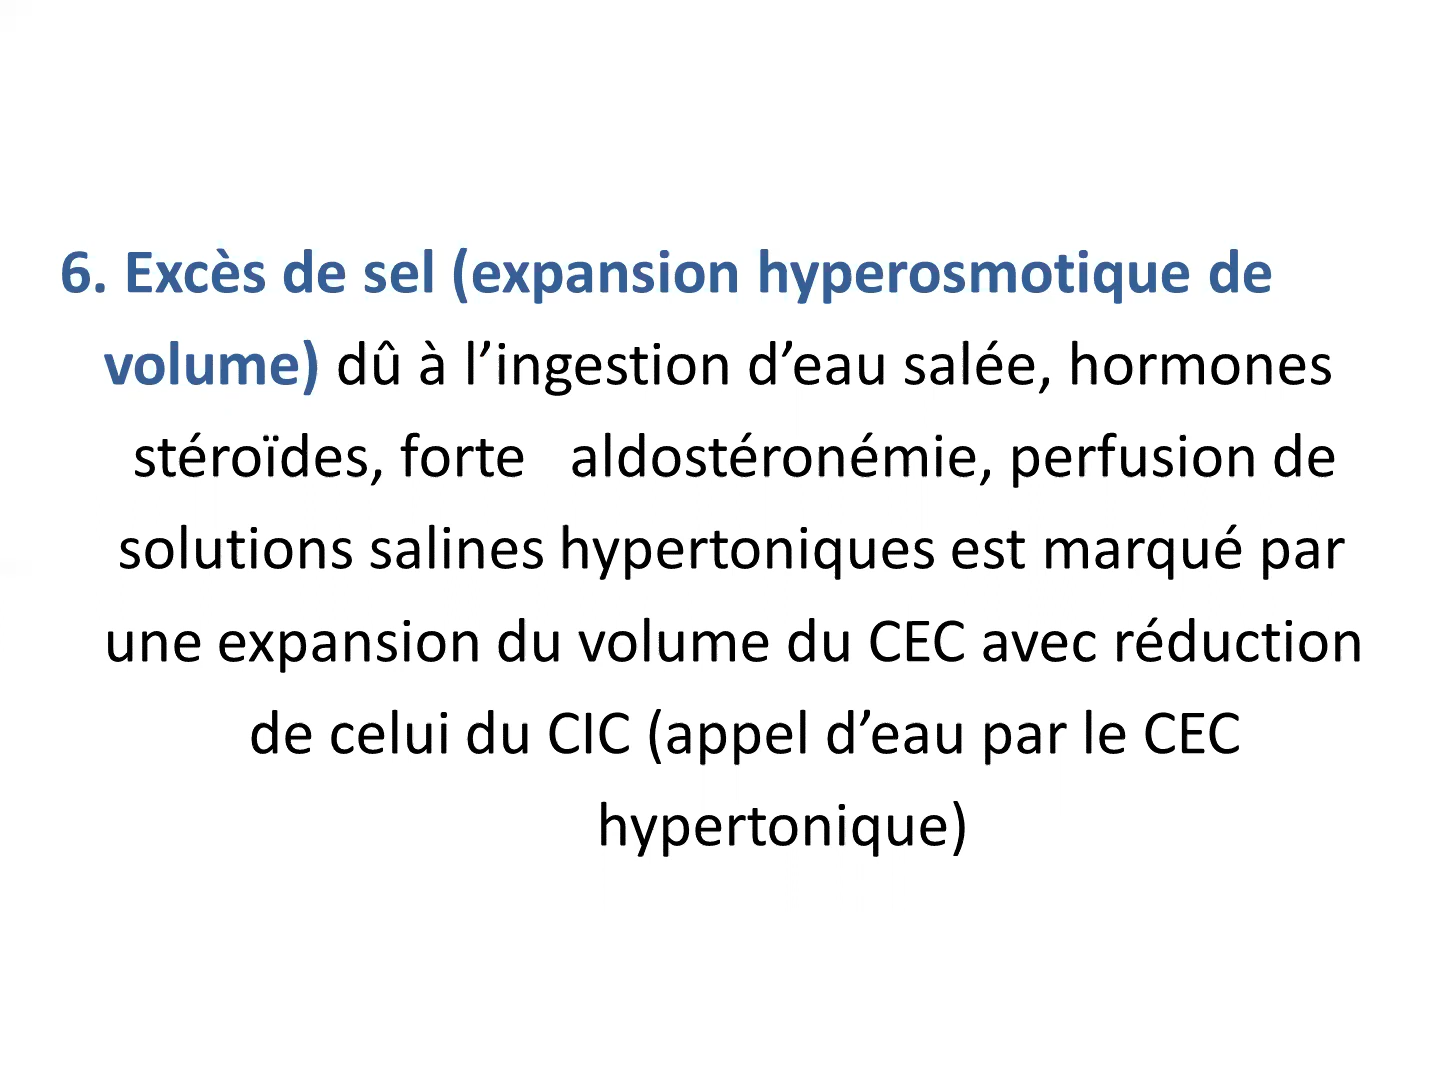 6. Excès de sel (expansion hyperosmotique de
volume) dû à l’ingestion d’eau salée, hormones
stéroïdes, forte   aldostéronémie, perfusion de
solutions salines hypertoniques est marqué par
une expansion du volume du CEC avec réduction
de celui du CIC (appel d’eau par le CEC
hypertonique)